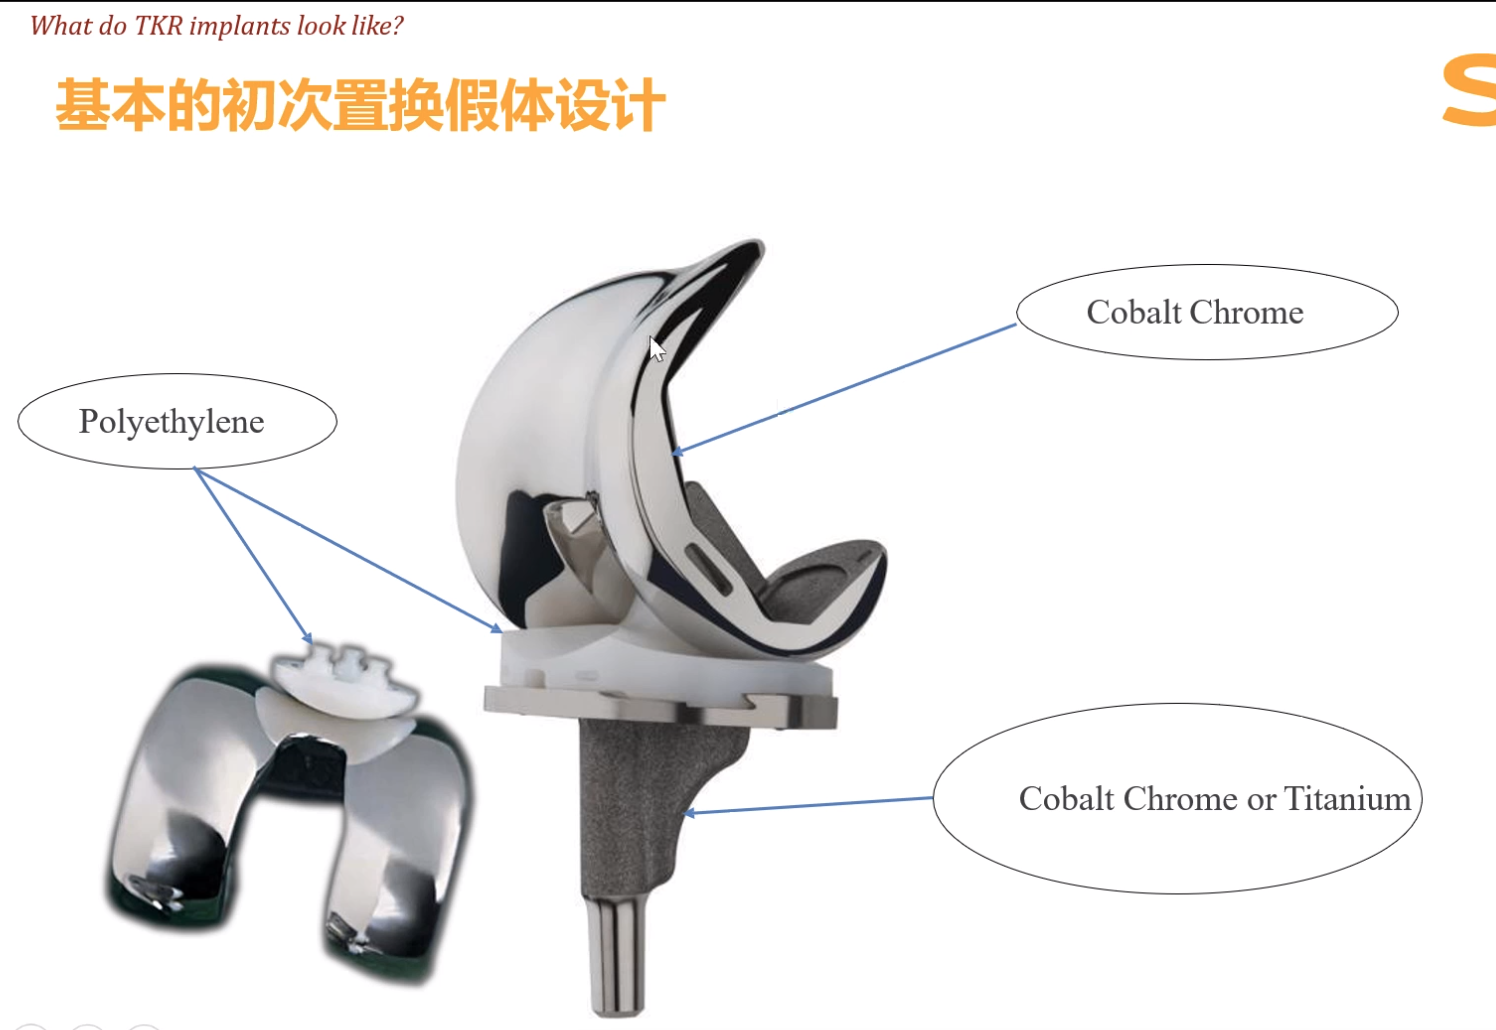 What do TKR implants look like?
基本的初次置换假体设计
S
Cobalt Chrome
Polyethylene
Cobalt Chrome or Titanium